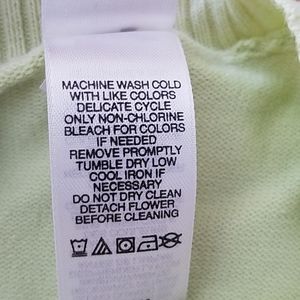 MACHINE WASH COLD
WITH LIKE COLORS
DELICATE CYCLE
ONLY NON-CHLORINE
BLEACH FOR COLORS
IF NEEDED
REMOVE PROMPTLY
TUMBLE DRY LOW
COOL IRON IF
NECESSARY
DO NOT DRY CLEAN
DETACH FLOWER
BEFORE CLEANING